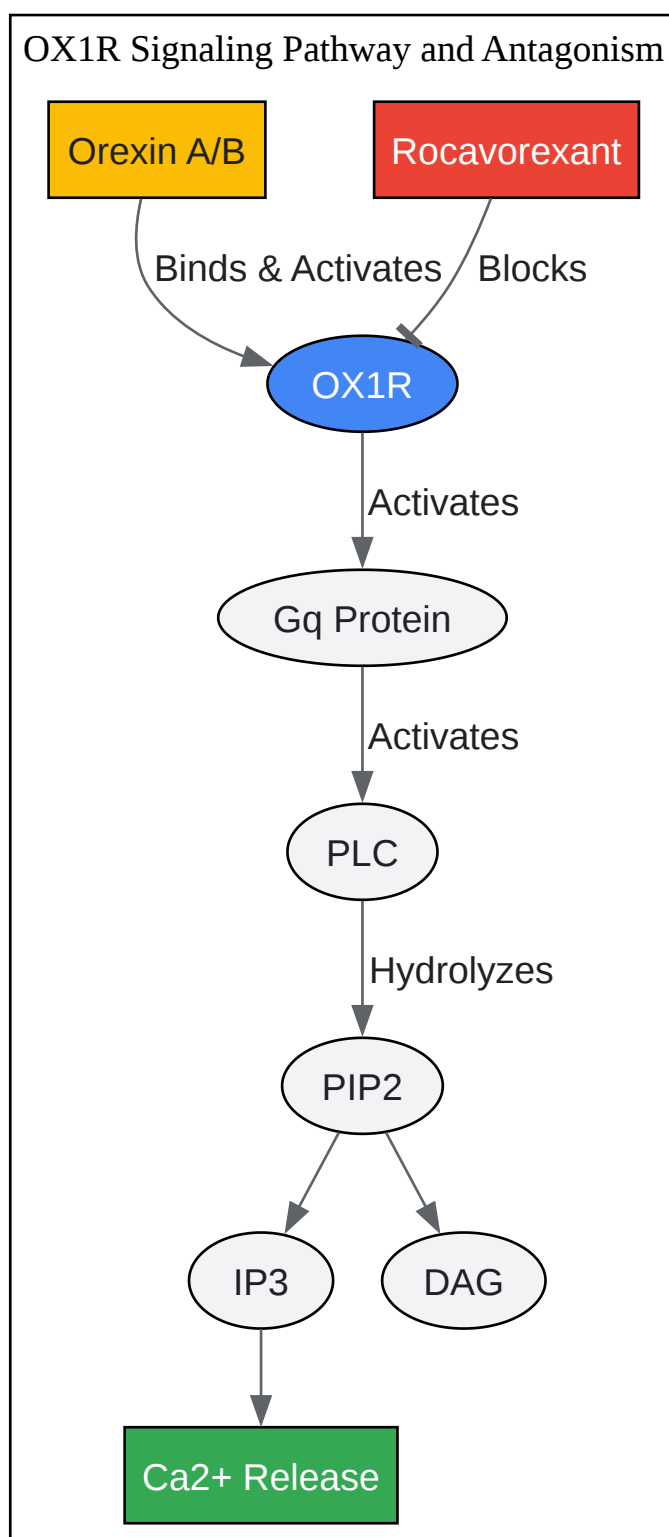 OX1R Signaling Pathway and Antagonism
Orexin A/B
Rocavorexant
Binds & Activates
Blocks
OX1R
Activates
Gq Protein
Activates
PLC
Hydrolyzes
PIP2
IP3
DAG
Ca2+ Release